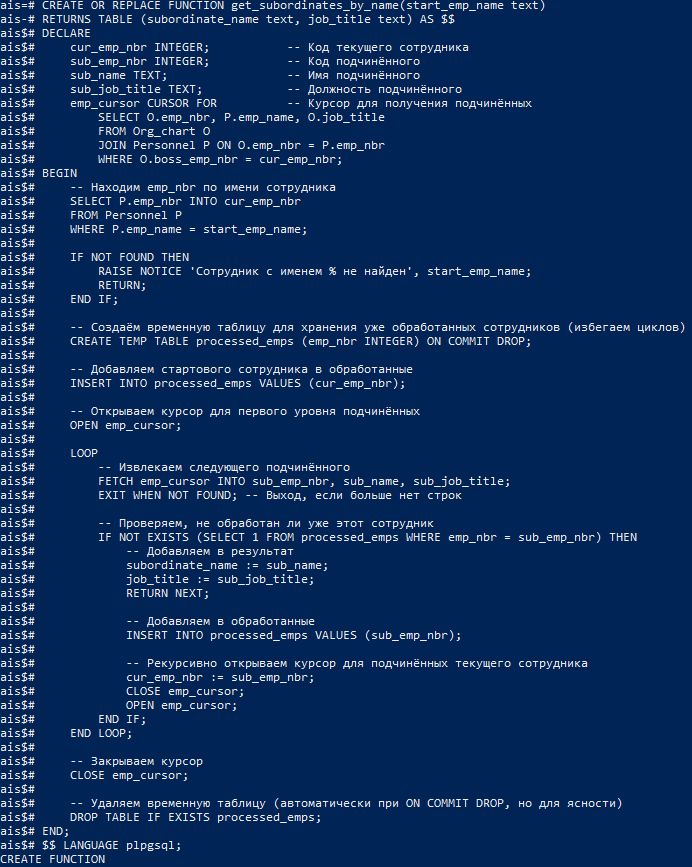 ais=# CREATE OR REPLACE FUNCTION get_subordinates_by_name(start_emp_name text)
ais-# RETURNS TABLE (subordinate_name text, job_title text) AS $$
ais$# DECLARE
ais$#     cur_emp_nbr INTEGER;           -- Код текущего сотрудника
ais$#     sub_emp_nbr INTEGER;           -- Код подчинённого
ais$#     sub_name TEXT;                 -- Имя подчинённого
ais$#     sub_job_title TEXT;            -- Должность подчинённого
ais$#     emp_cursor CURSOR FOR          -- Курсор для получения подчинённых
ais$#         SELECT O.emp_nbr, P.emp_name, O.job_title
ais$#         FROM Org_chart O
ais$#         JOIN Personnel P ON O.emp_nbr = P.emp_nbr
ais$#         WHERE O.boss_emp_nbr = cur_emp_nbr;
ais$# BEGIN
ais$#     -- Находим emp_nbr по имени сотрудника
ais$#     SELECT P.emp_nbr INTO cur_emp_nbr
ais$#     FROM Personnel P
ais$#     WHERE P.emp_name = start_emp_name;
ais$#
ais$#     IF NOT FOUND THEN
ais$#         RAISE NOTICE 'Сотрудник с именем % не найден', start_emp_name;
ais$#         RETURN;
ais$#     END IF;
ais$#
ais$#     -- Создаём временную таблицу для хранения уже обработанных сотрудников (избегаем циклов)
ais$#     CREATE TEMP TABLE processed_emps (emp_nbr INTEGER) ON COMMIT DROP;
ais$#
ais$#     -- Добавляем стартового сотрудника в обработанные
ais$#     INSERT INTO processed_emps VALUES (cur_emp_nbr);
ais$#
ais$#     -- Открываем курсор для первого уровня подчинённых
ais$#     OPEN emp_cursor;
ais$#
ais$#     LOOP
ais$#         -- Извлекаем следующего подчинённого
ais$#         FETCH emp_cursor INTO sub_emp_nbr, sub_name, sub_job_title;
ais$#         EXIT WHEN NOT FOUND; -- Выход, если больше нет строк
ais$#
ais$#         -- Проверяем, не обработан ли уже этот сотрудник
ais$#         IF NOT EXISTS (SELECT 1 FROM processed_emps WHERE emp_nbr = sub_emp_nbr) THEN
ais$#             -- Добавляем в результат
ais$#             subordinate_name := sub_name;
ais$#             job_title := sub_job_title;
ais$#             RETURN NEXT;
ais$#
ais$#             -- Добавляем в обработанные
ais$#             INSERT INTO processed_emps VALUES (sub_emp_nbr);
ais$#
ais$#             -- Рекурсивно открываем курсор для подчинённых текущего сотрудника
ais$#             cur_emp_nbr := sub_emp_nbr;
ais$#             CLOSE emp_cursor;
ais$#             OPEN emp_cursor;
ais$#         END IF;
ais$#     END LOOP;
ais$#
ais$#     -- Закрываем курсор
ais$#     CLOSE emp_cursor;
ais$#
ais$#     -- Удаляем временную таблицу (автоматически при ON COMMIT DROP, но для ясности)
ais$#     DROP TABLE IF EXISTS processed_emps;
ais$# END;
ais$# $$ LANGUAGE plpgsql;
CREATE FUNCTION